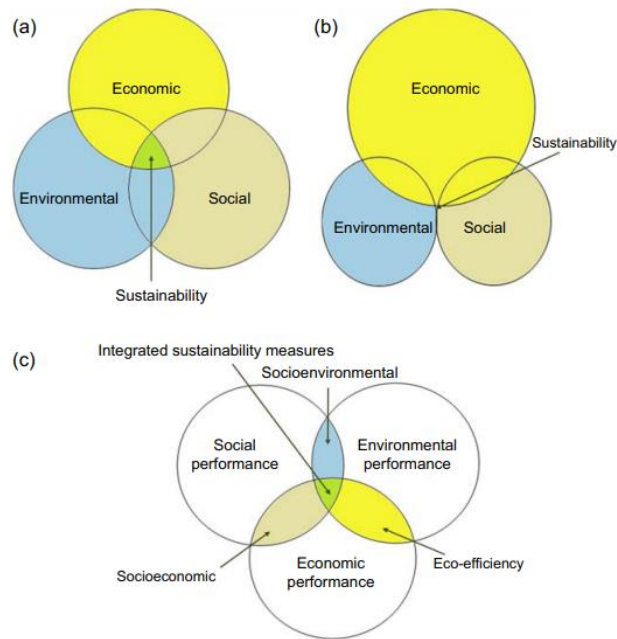 (a)
Economic
Environmental
Social
Sustainability
(b)
Economic
Sustainability
Environmental
Social
(c)
Integrated sustainability measures
Socioenvironmental
Social
performance
Environmental
performance
Socioeconomic
Economic
performance
Eco-efficiency